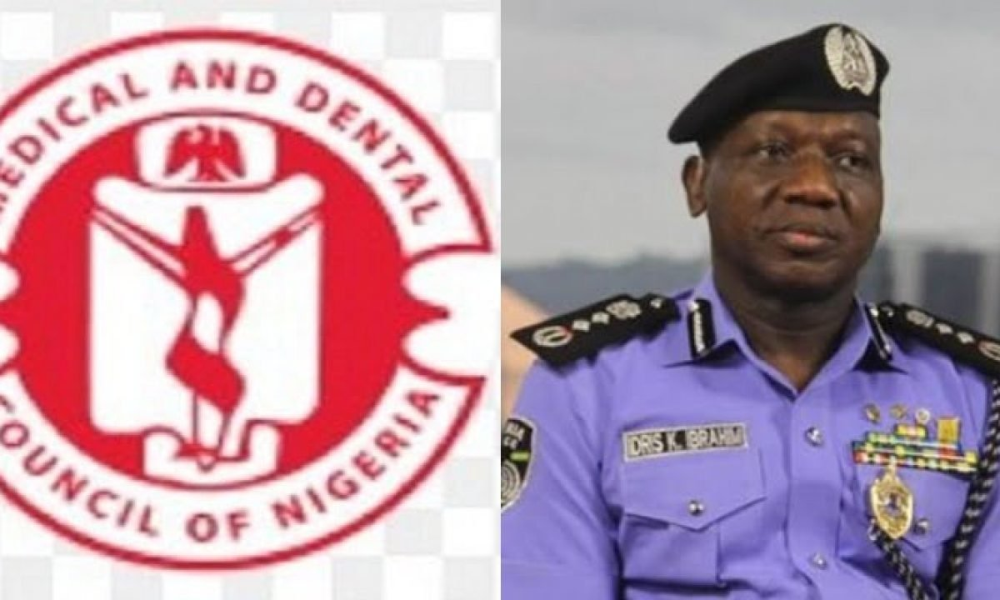 MEDICAL AND DENTAL
COUNCIL OF NIGERIA
IDRIS K. IBRAHIM